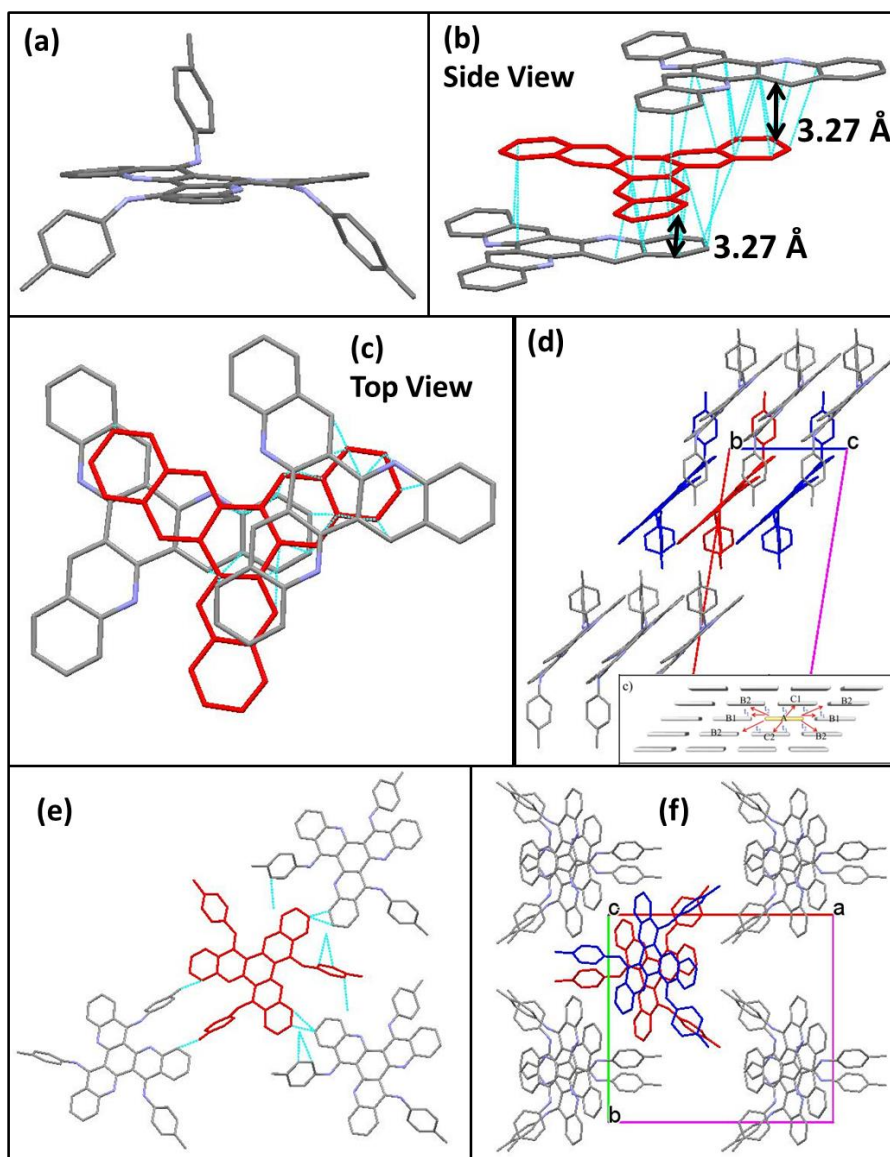 (a)
(b)
Side View
3.27 Å
3.27 Å
(c)
Top View
(d)
b
c
c)
B2
C1
B2
B1
A
B1
B2
C2
B2
(e)
(f)
c
a
b